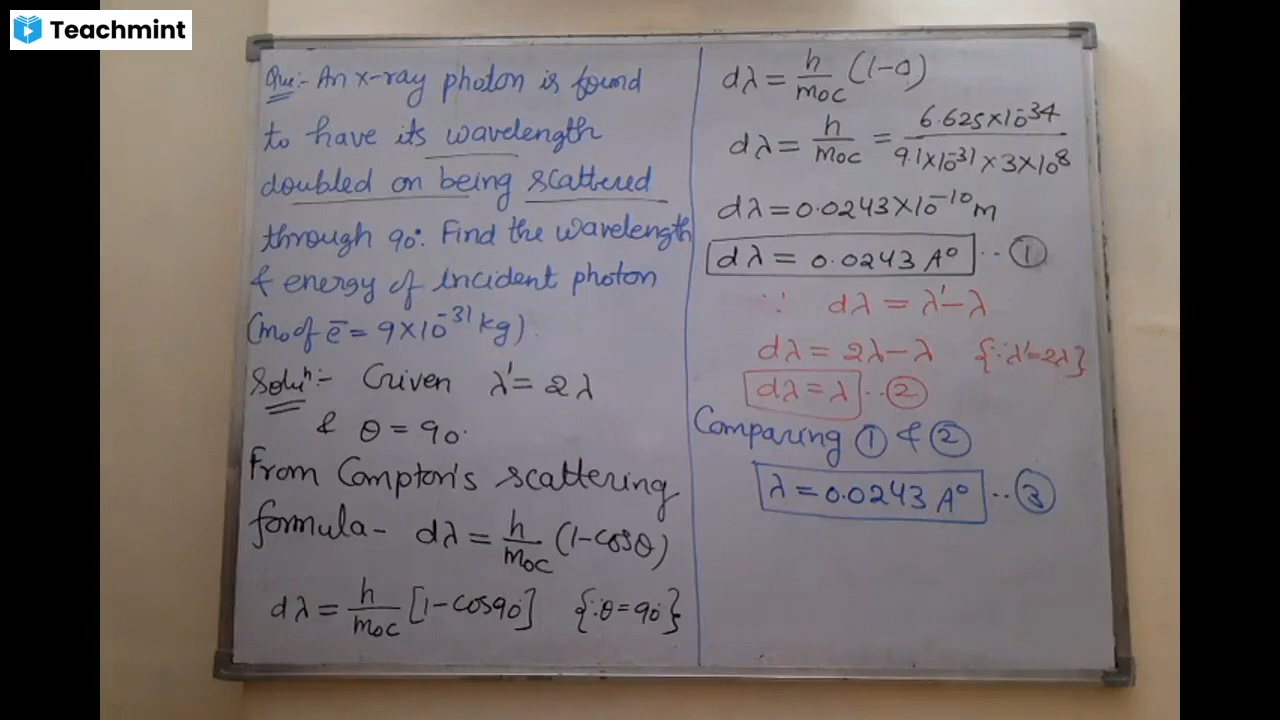 Teachmint
Que:- An x-ray photon is found
to have its wavelength
doubled on being scattered
through 90°. Find the wavelength
& energy of incident photon
(m₀ of e̅ = 9×10⁻³¹ kg).
Soluⁿ:- Given λ' = 2λ
& θ = 90°
From Compton's scattering
formula- dλ = h/m₀c (1-cosθ)
dλ = h/m₀c [1-cos90°] {∵θ=90°}
dλ = h/m₀c (1-0)
dλ = h/m₀c = 6.625×10⁻³⁴/9.1×10⁻³¹×3×10⁸
dλ = 0.0243×10⁻¹⁰m
dλ = 0.0243 A° ·· ①
∵ dλ = λ'-λ
dλ = 2λ-λ {∵λ'=2λ}
dλ = λ ·· ②
Comparing ① & ②
λ = 0.0243 A° ·· ③